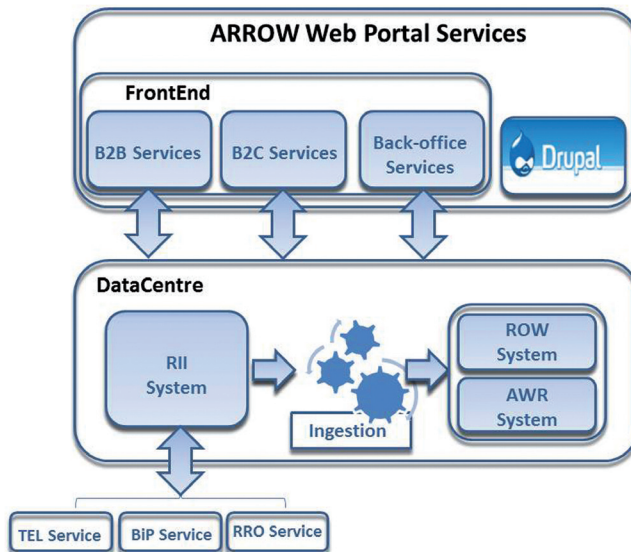 ARROW Web Portal Services
FrontEnd
B2B Services
B2C Services
Back-office
Services
Drupal
DataCentre
RII
System
Ingestion
ROW
System
AWR
System
TEL Service
BiP Service
RRO Service